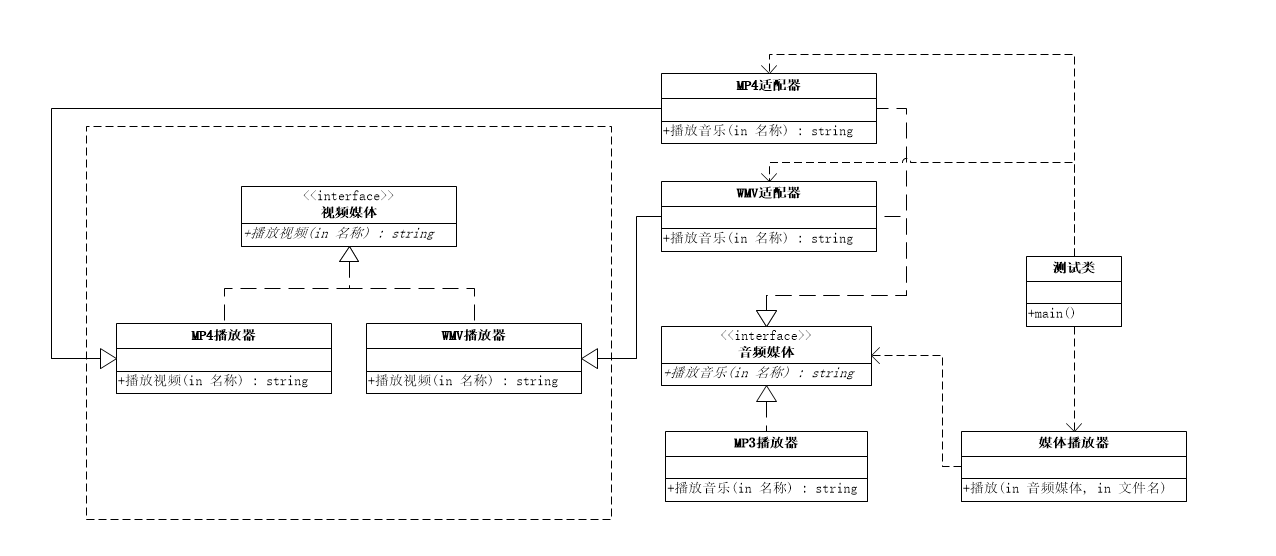 MP4适配器
+播放音乐(in 名称) : string
<<interface>>
视频媒体
+播放视频(in 名称) : string
WMV适配器
+播放音乐(in 名称) : string
测试类
+main()
MP4播放器
+播放视频(in 名称) : string
WMV播放器
+播放视频(in 名称) : string
<<interface>>
音频媒体
+播放音乐(in 名称) : string
MP3播放器
+播放音乐(in 名称) : string
媒体播放器
+播放(in 音频媒体, in 文件名)